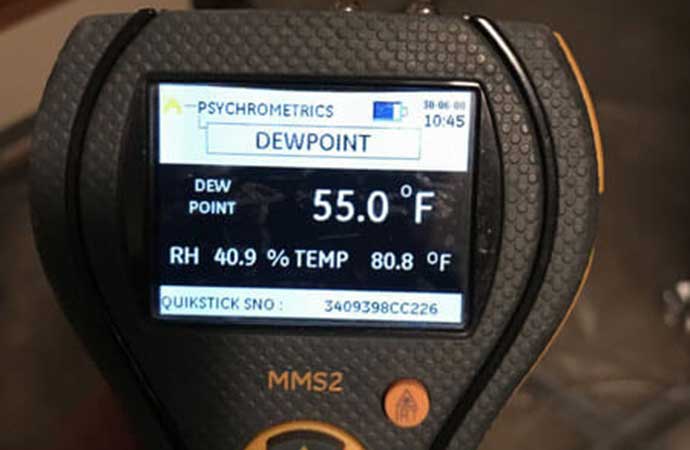 PSYCHROMETRICS
30-06-00
10:45
DEWPOINT
DEW
POINT
55.0 °F
RH 40.9 % TEMP 80.8 °F
QUIKSTICK SNO : 3409398CC226
MMS2